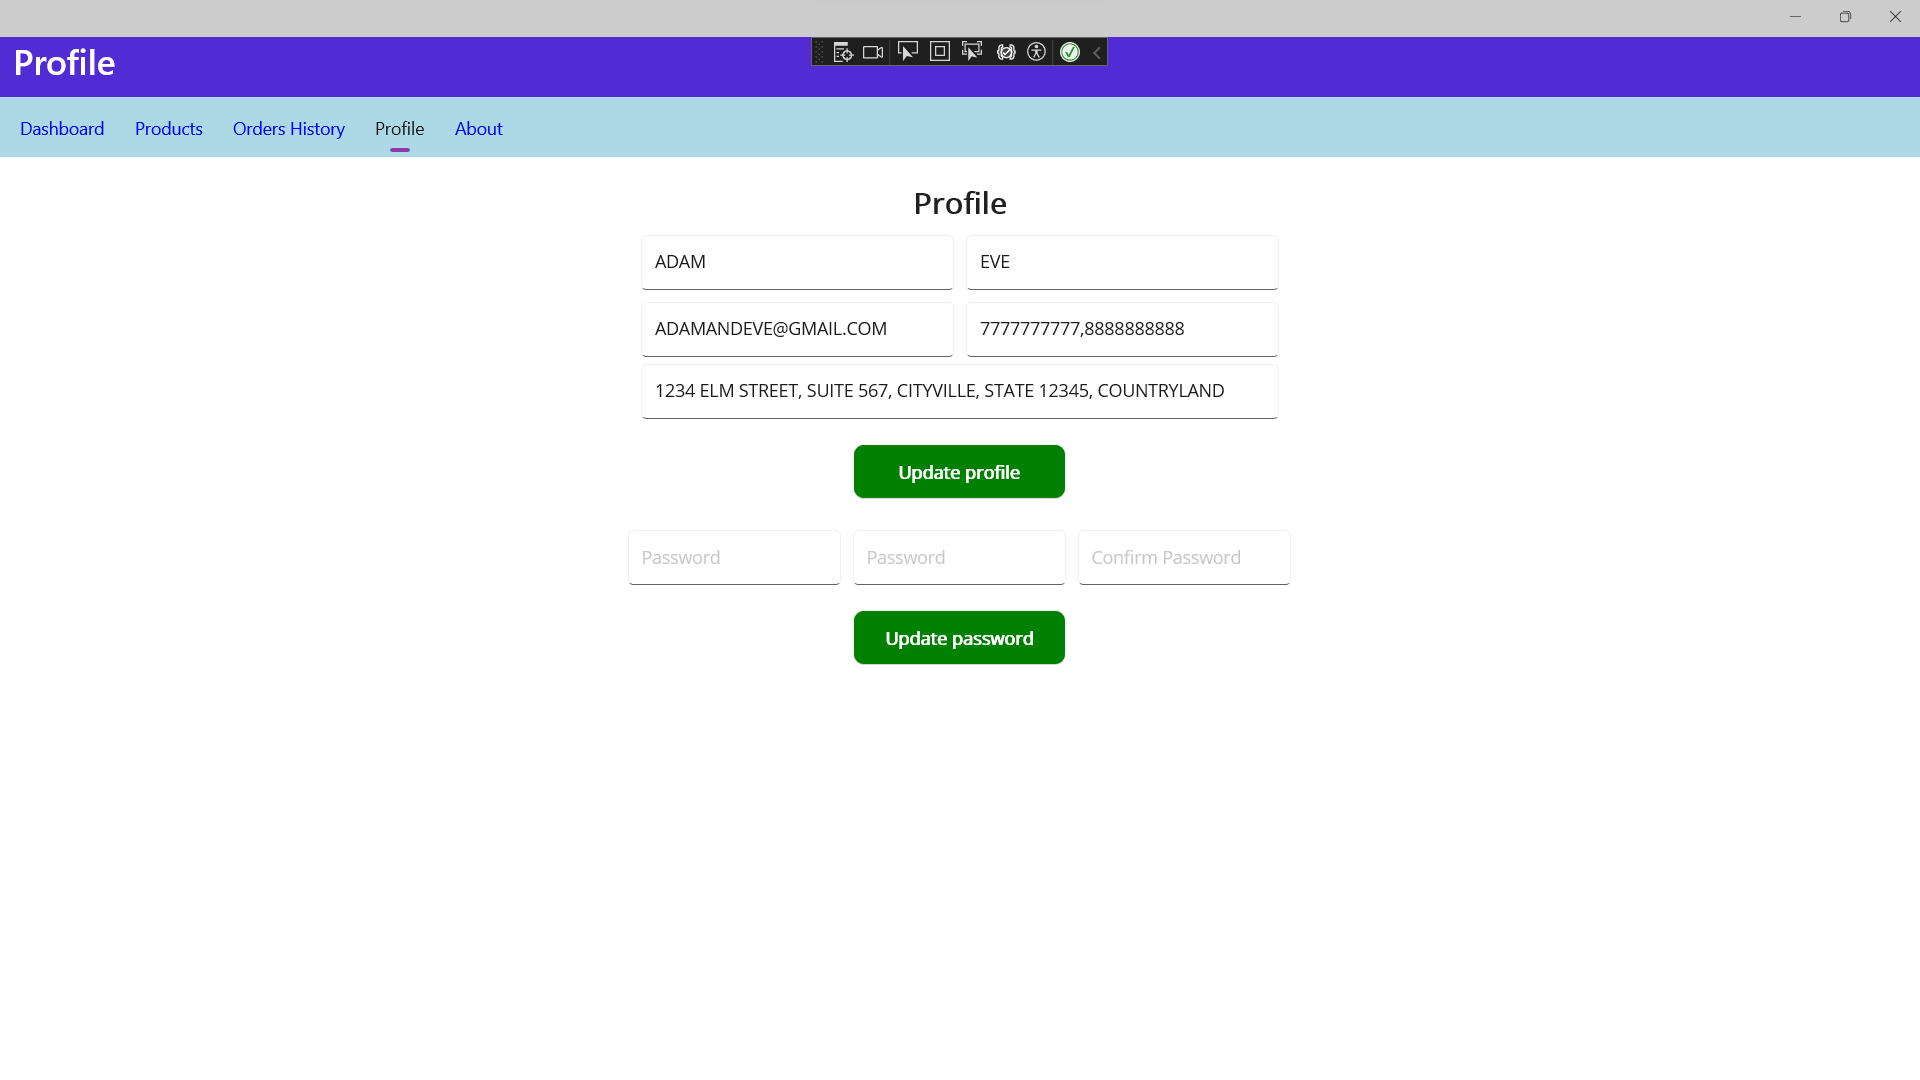 Profile
Dashboard Products Orders History Profile About
Profile
ADAM EVE
ADAMANDEVE@GMAIL.COM 7777777777,8888888888
1234 ELM STREET, SUITE 567, CITYVILLE, STATE 12345, COUNTRYLAND
Update profile
Password Password Confirm Password
Update password